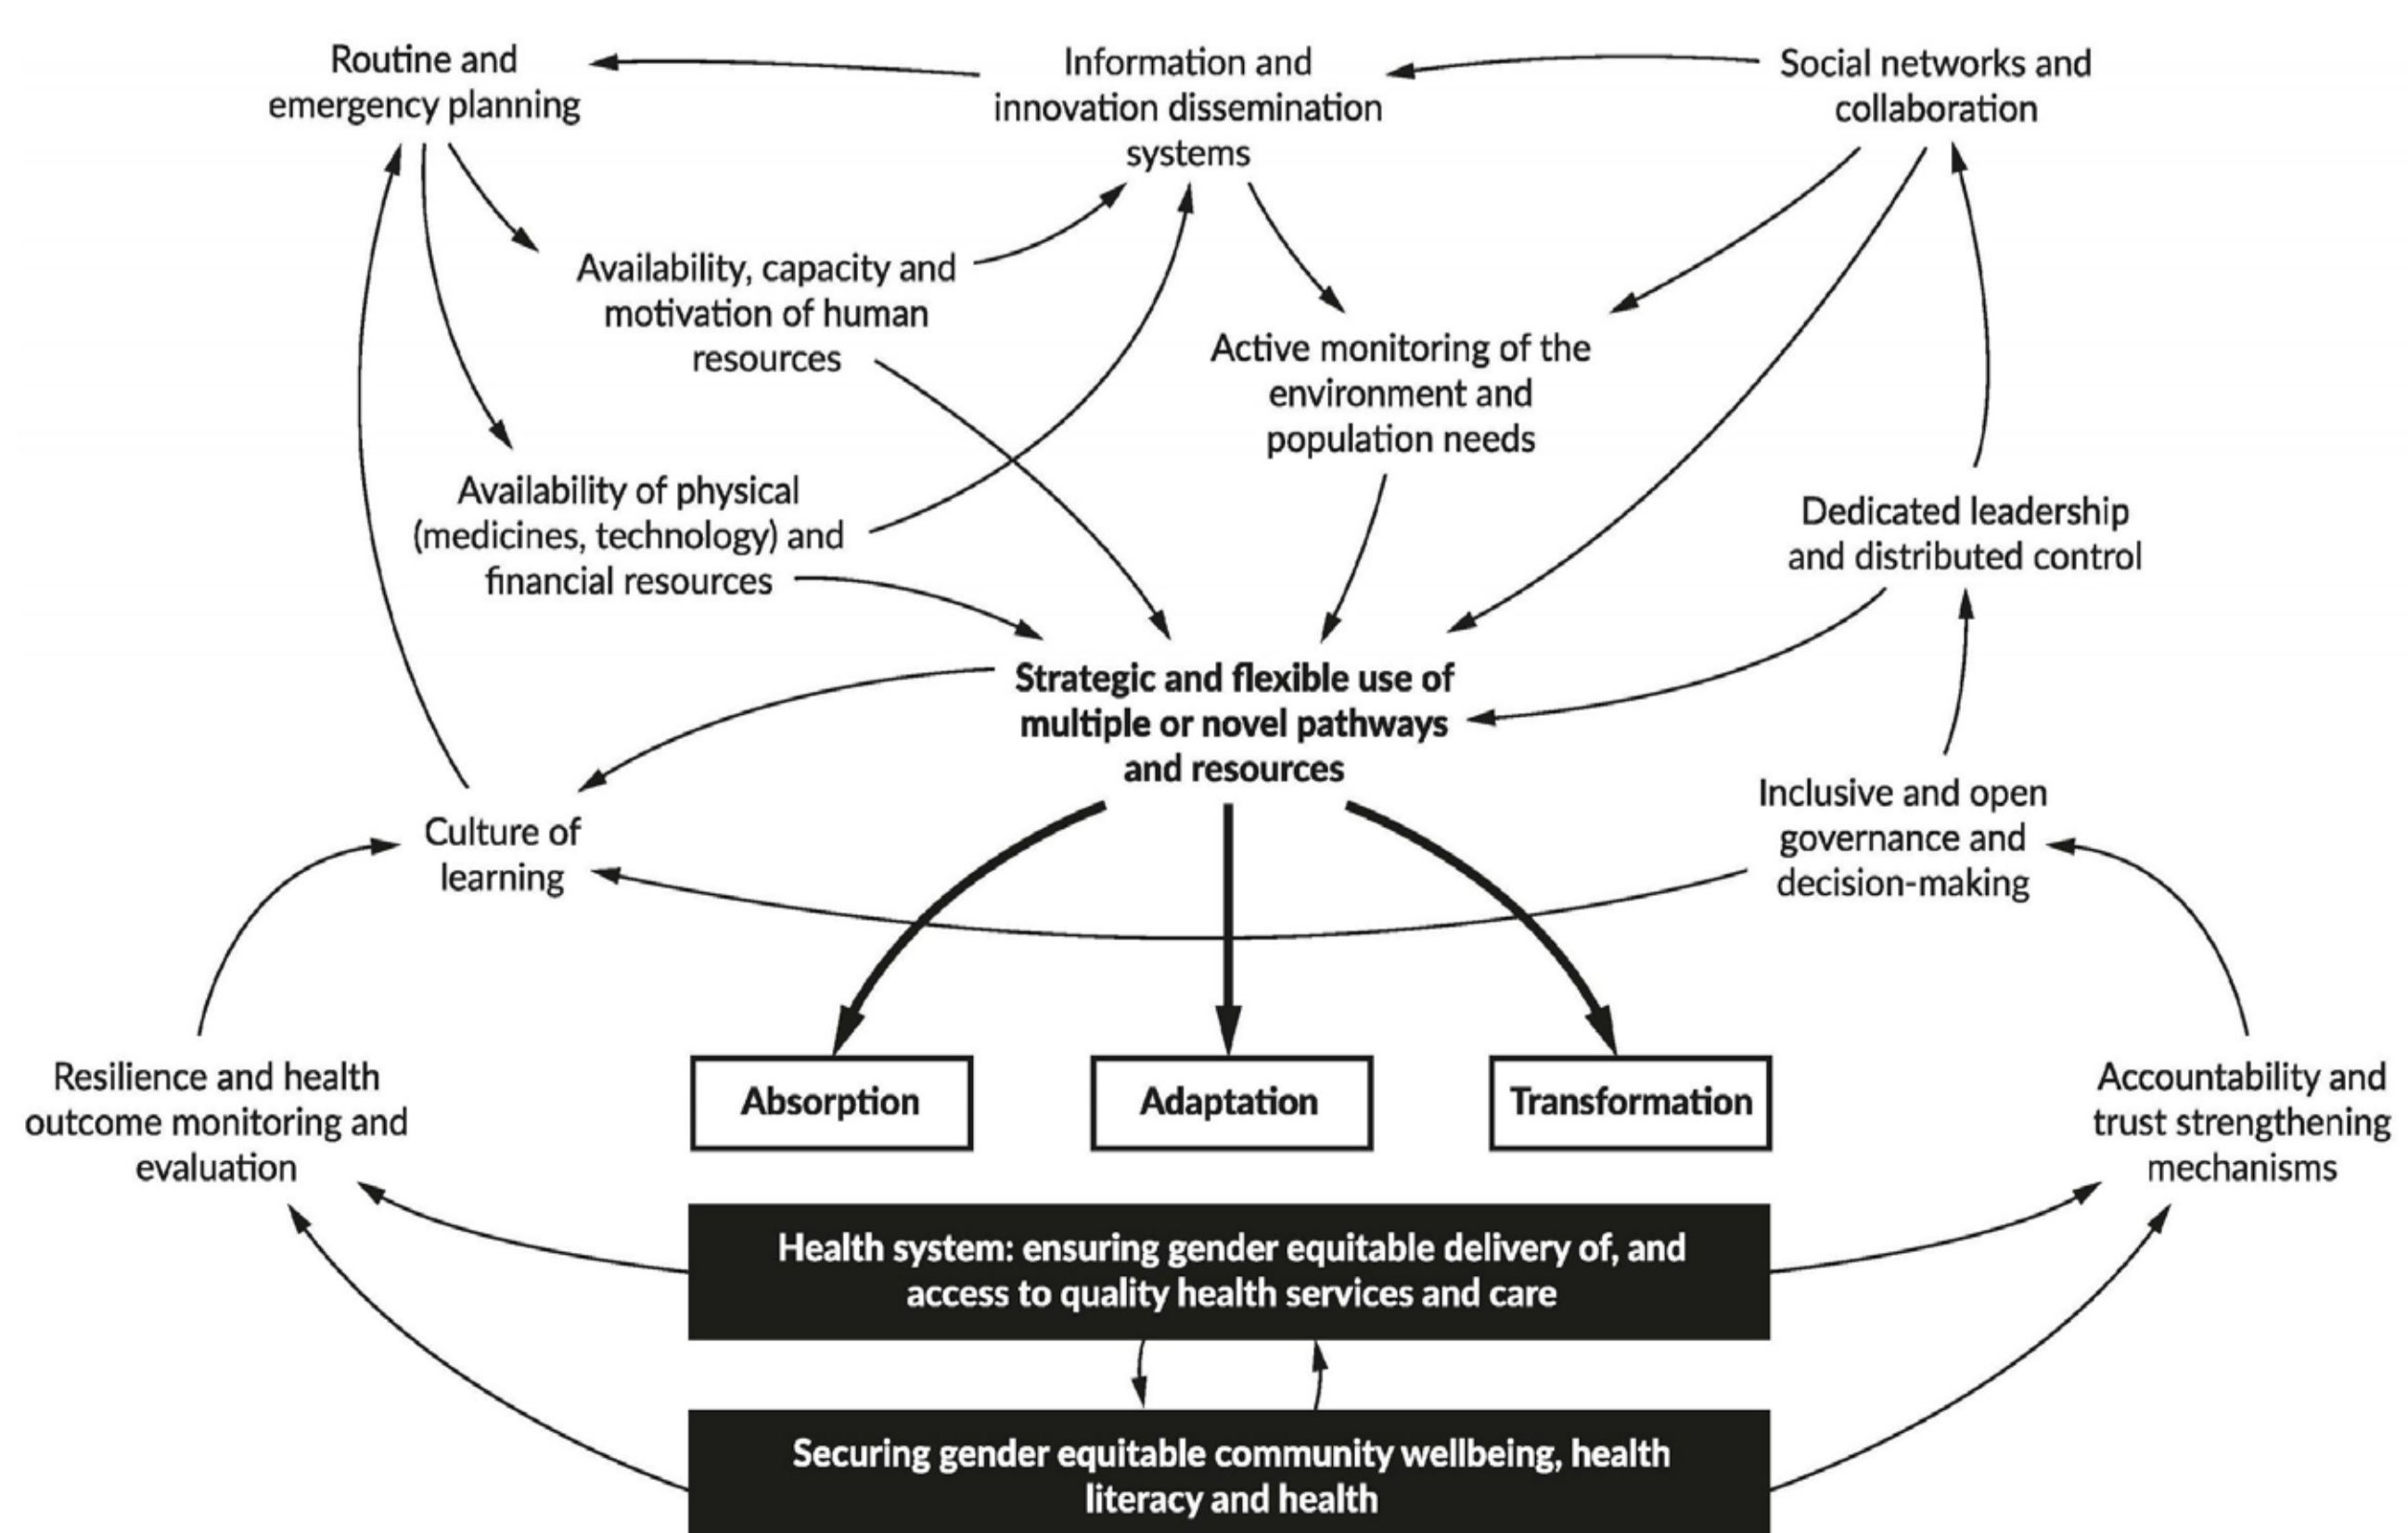 Routine and
emergency planning
Information and
innovation dissemination
systems
Social networks and
collaboration
Availability, capacity and
motivation of human
resources
Active monitoring of the
environment and
population needs
Availability of physical
(medicines, technology) and
financial resources
Dedicated leadership
and distributed control
Strategic and flexible use of
multiple or novel pathways
and resources
Culture of
learning
Inclusive and open
governance and
decision-making
Resilience and health
outcome monitoring and
evaluation
Absorption
Adaptation
Transformation
Accountability and
trust strengthening
mechanisms
Health system: ensuring gender equitable delivery of, and
access to quality health services and care
Securing gender equitable community wellbeing, health
literacy and health